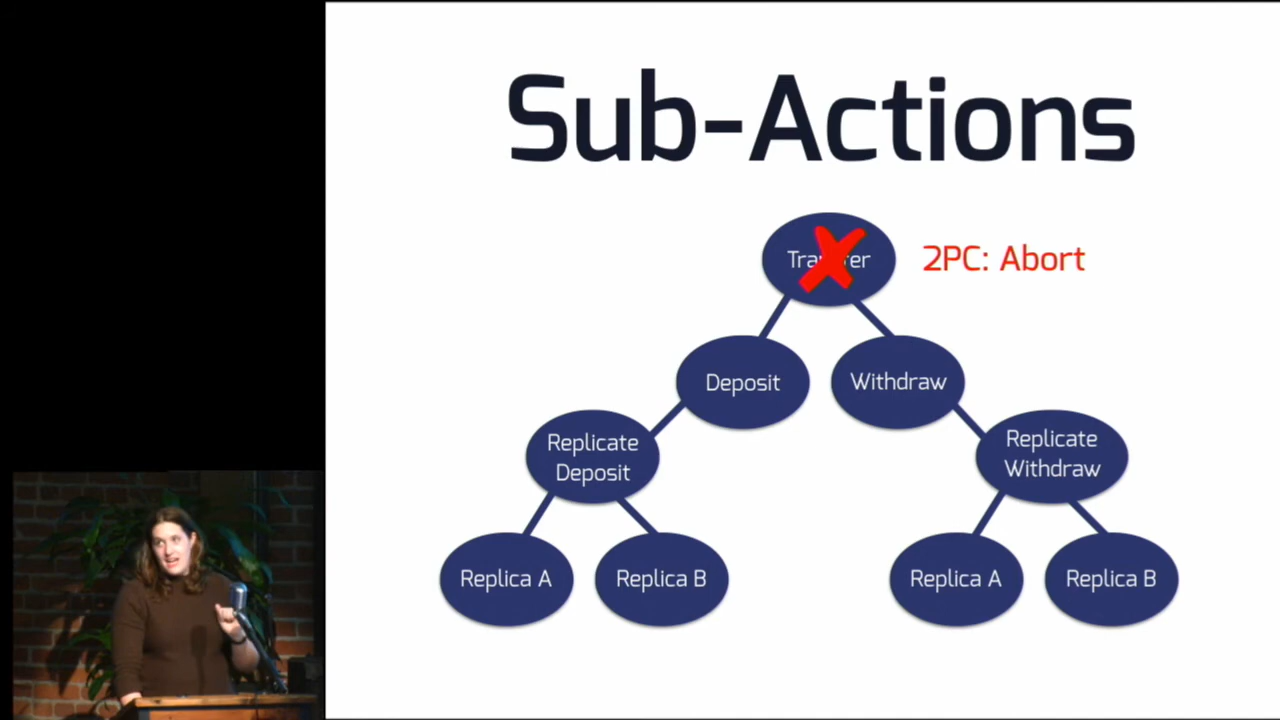 Sub-Actions
2PC: Abort
Deposit
Withdraw
Replicate
Deposit
Replicate
Withdraw
Replica A
Replica B
Replica A
Replica B